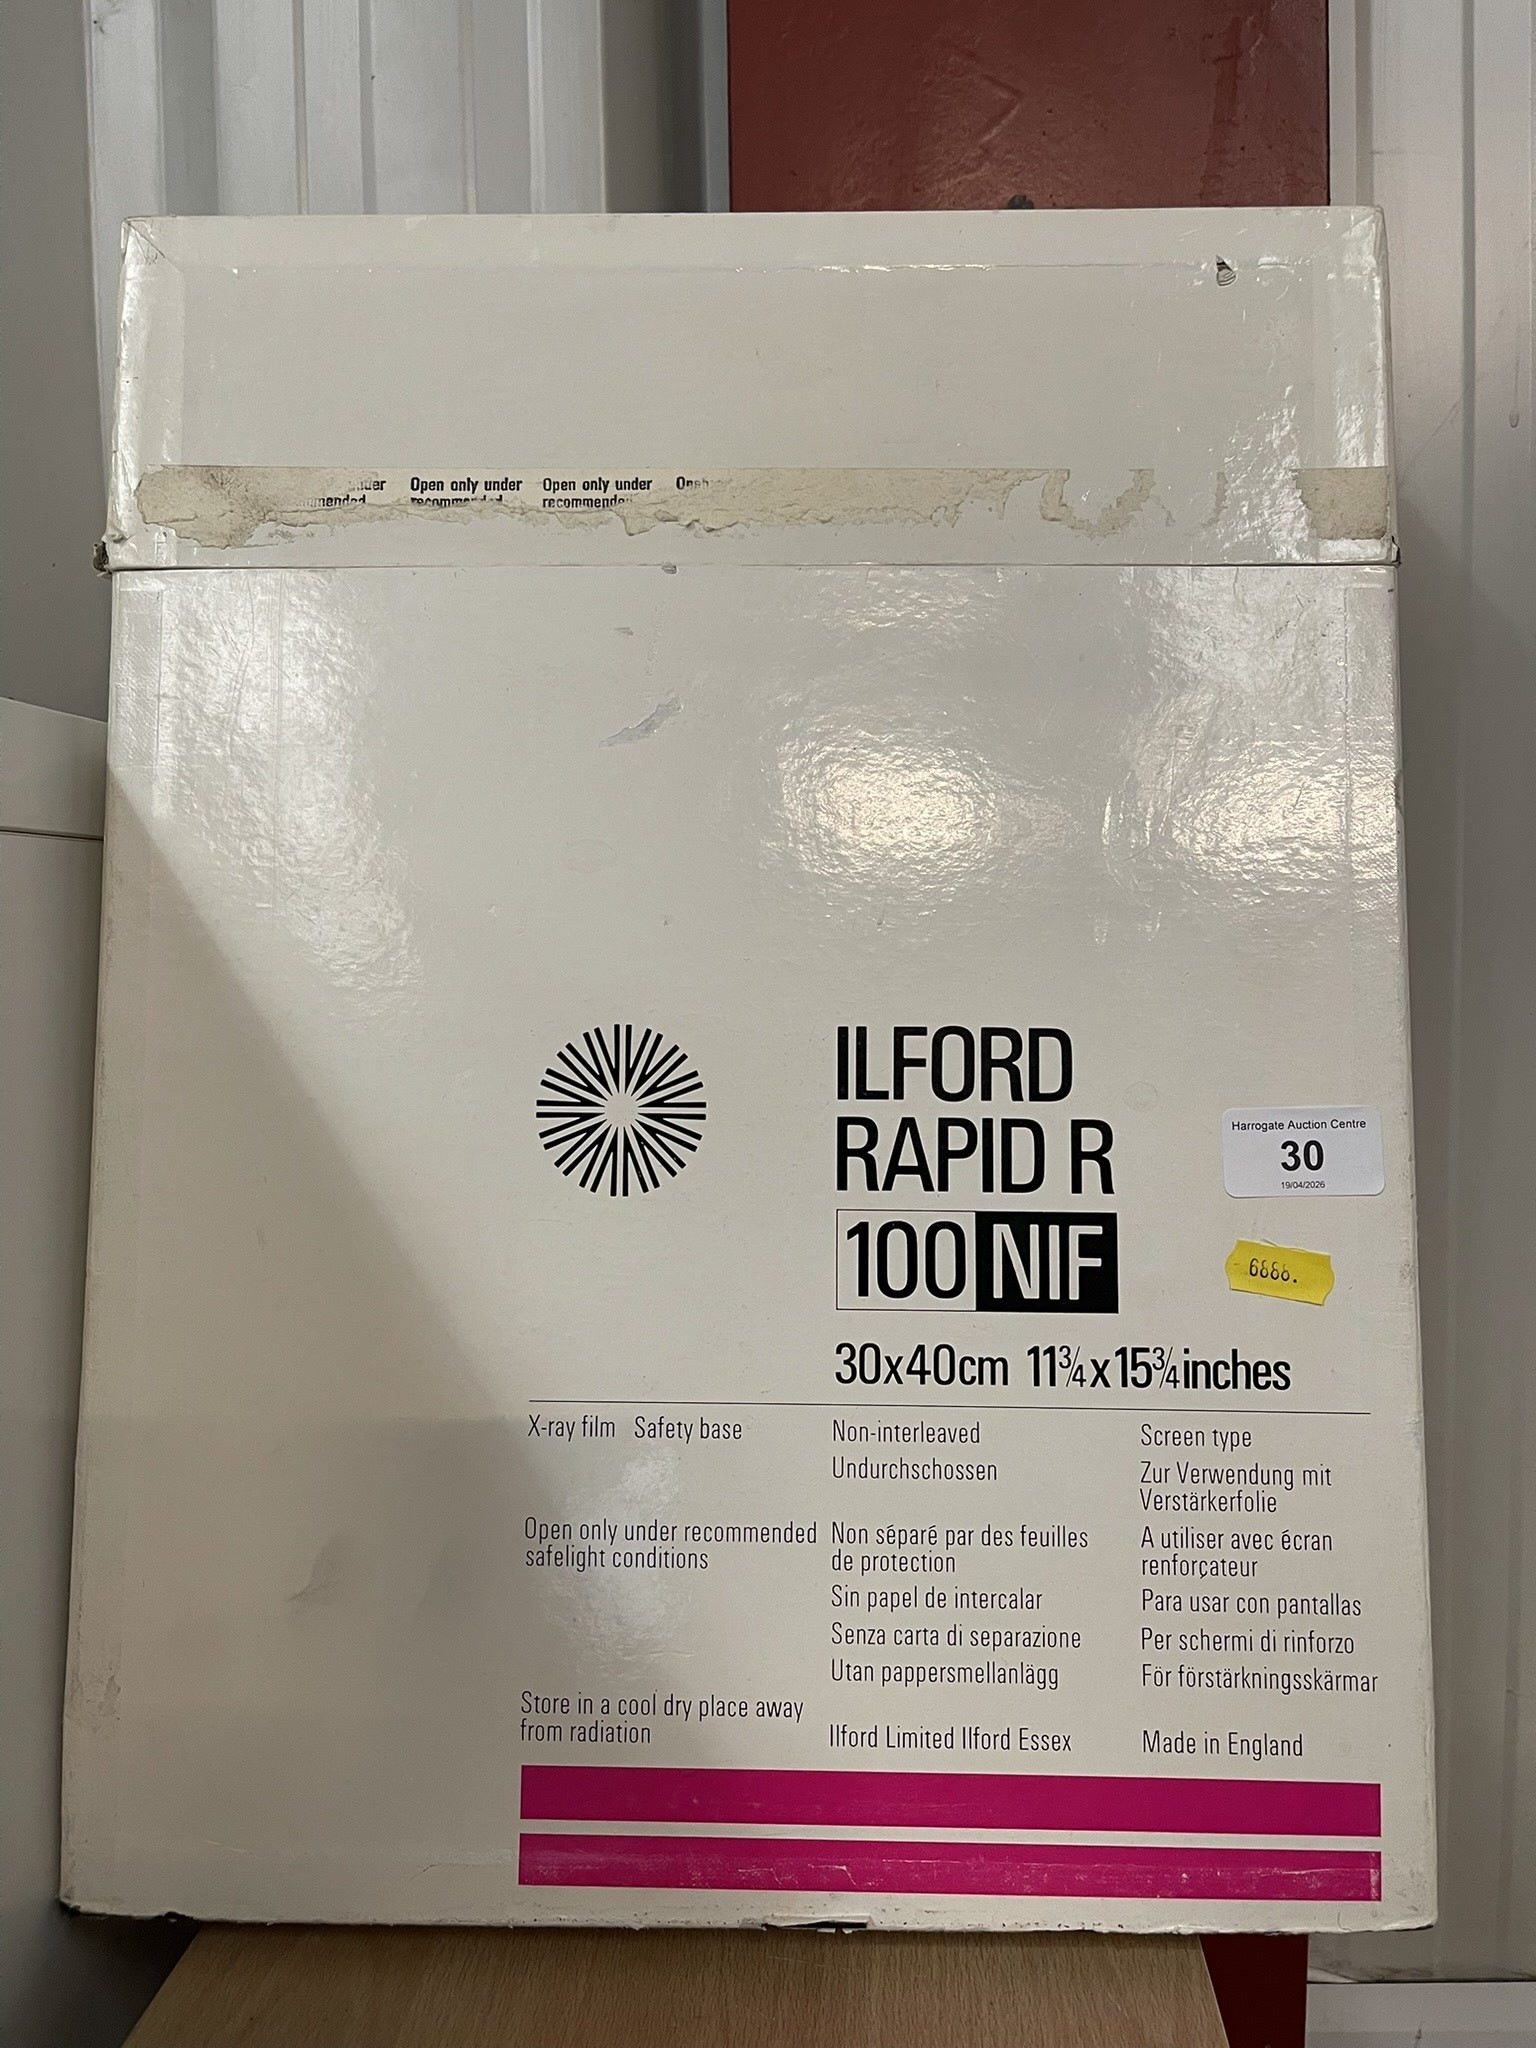 Open only under
Open only under
recommended
ILFORD
RAPID R
100 NIF
Harrogate Auction Centre
30
19/04/2026
30x40cm 11¾x15¾inches
X-ray film Safety base
Non-interleaved
Undurchschossen
Screen type
Zur Verwendung mit
Verstärkerfolie
Open only under recommended
safelight conditions
Non séparé par des feuilles
de protection
A utiliser avec écran
renforçateur
Sin papel de intercalar
Para usar con pantallas
Senza carta di separazione
Per schermi di rinforzo
Utan pappersmellanlägg
För förstärkningsskärmar
Store in a cool dry place away
from radiation
Ilford Limited Ilford Essex
Made in England